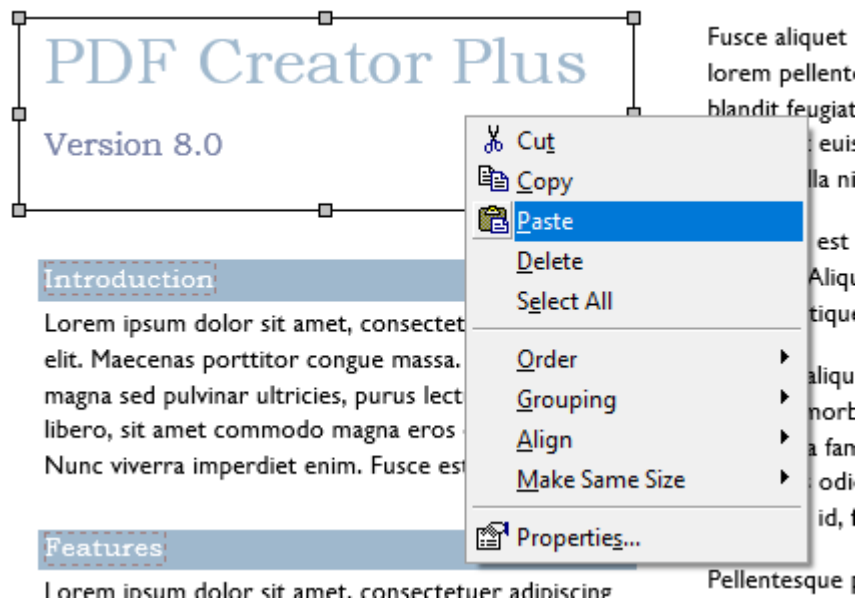 PDF Creator Plus
Version 8.0
Introduction
Lorem ipsum dolor sit amet, consectet
elit. Maecenas porttitor congue massa.
magna sed pulvinar ultricies, purus lect
libero, sit amet commodo magna eros
Nunc viverra imperdiet enim. Fusce est
Features
Lorem ipsum dolor sit amet, consectetuer adipiscing
Cut
Copy
Paste
Delete
Select All
Order
Grouping
Align
Make Same Size
Properties...
Fusce aliquet
lorem pellente
blandit feugiat
euis
lla ni
est
Aliqu
tique
aliqu
morb
a fam
odi
id, f
Pellentesque p